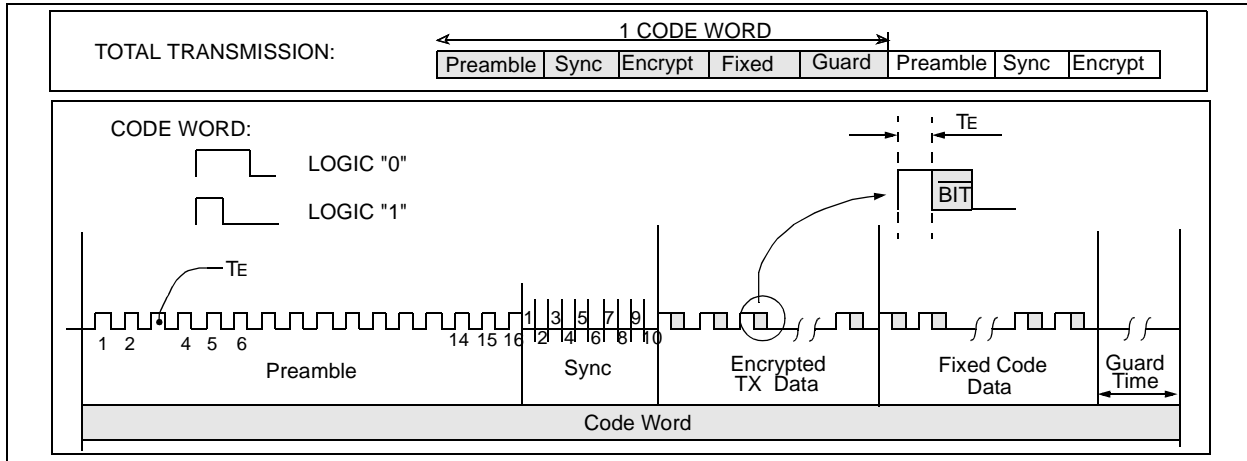 1 CODE WORD
TOTAL TRANSMISSION:
Preamble Sync Encrypt Fixed Guard Preamble Sync Encrypt
CODE WORD:
LOGIC "0"
LOGIC "1"
TE
BIT
TE
1 2 4 5 6 14 15 16
1 3 5 7 9
2 4 6 8 10
Preamble
Sync
Encrypted
TX Data
Fixed Code
Data
Guard
Time
Code Word